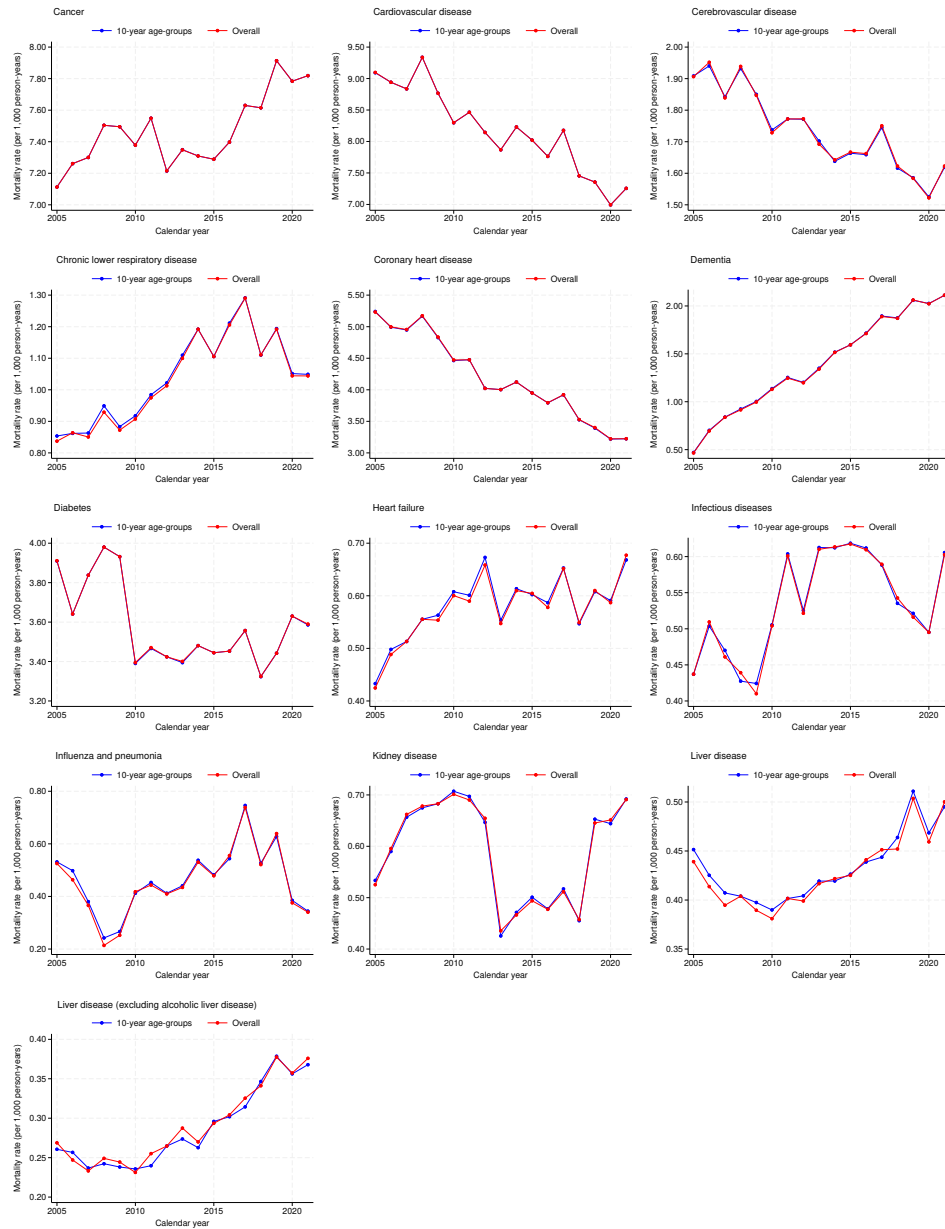 Cancer
10-year age-groups Overall
Mortality rate (per 1,000 person-years)
8.00
7.80
7.60
7.40
7.20
7.00
2005 2010 2015 2020
Calendar year
Cardiovascular disease
10-year age-groups Overall
Mortality rate (per 1,000 person-years)
9.50
9.00
8.50
8.00
7.50
7.00
2005 2010 2015 2020
Calendar year
Cerebrovascular disease
10-year age-groups Overall
Mortality rate (per 1,000 person-years)
2.00
1.90
1.80
1.70
1.60
1.50
2005 2010 2015 2020
Calendar year
Chronic lower respiratory disease
10-year age-groups Overall
Mortality rate (per 1,000 person-years)
1.30
1.20
1.10
1.00
0.90
0.80
2005 2010 2015 2020
Calendar year
Coronary heart disease
10-year age-groups Overall
Mortality rate (per 1,000 person-years)
5.50
5.00
4.50
4.00
3.50
3.00
2005 2010 2015 2020
Calendar year
Dementia
10-year age-groups Overall
Mortality rate (per 1,000 person-years)
2.00
1.50
1.00
0.50
2005 2010 2015 2020
Calendar year
Diabetes
10-year age-groups Overall
Mortality rate (per 1,000 person-years)
4.00
3.80
3.60
3.40
3.20
2005 2010 2015 2020
Calendar year
Heart failure
10-year age-groups Overall
Mortality rate (per 1,000 person-years)
0.70
0.60
0.50
0.40
2005 2010 2015 2020
Calendar year
Infectious diseases
10-year age-groups Overall
Mortality rate (per 1,000 person-years)
0.60
0.55
0.50
0.45
0.40
2005 2010 2015 2020
Calendar year
Influenza and pneumonia
10-year age-groups Overall
Mortality rate (per 1,000 person-years)
0.80
0.60
0.40
0.20
2005 2010 2015 2020
Calendar year
Kidney disease
10-year age-groups Overall
Mortality rate (per 1,000 person-years)
0.70
0.60
0.50
0.40
2005 2010 2015 2020
Calendar year
Liver disease
10-year age-groups Overall
Mortality rate (per 1,000 person-years)
0.50
0.45
0.40
0.35
2005 2010 2015 2020
Calendar year
Liver disease (excluding alcoholic liver disease)
10-year age-groups Overall
Mortality rate (per 1,000 person-years)
0.40
0.35
0.30
0.25
0.20
2005 2010 2015 2020
Calendar year